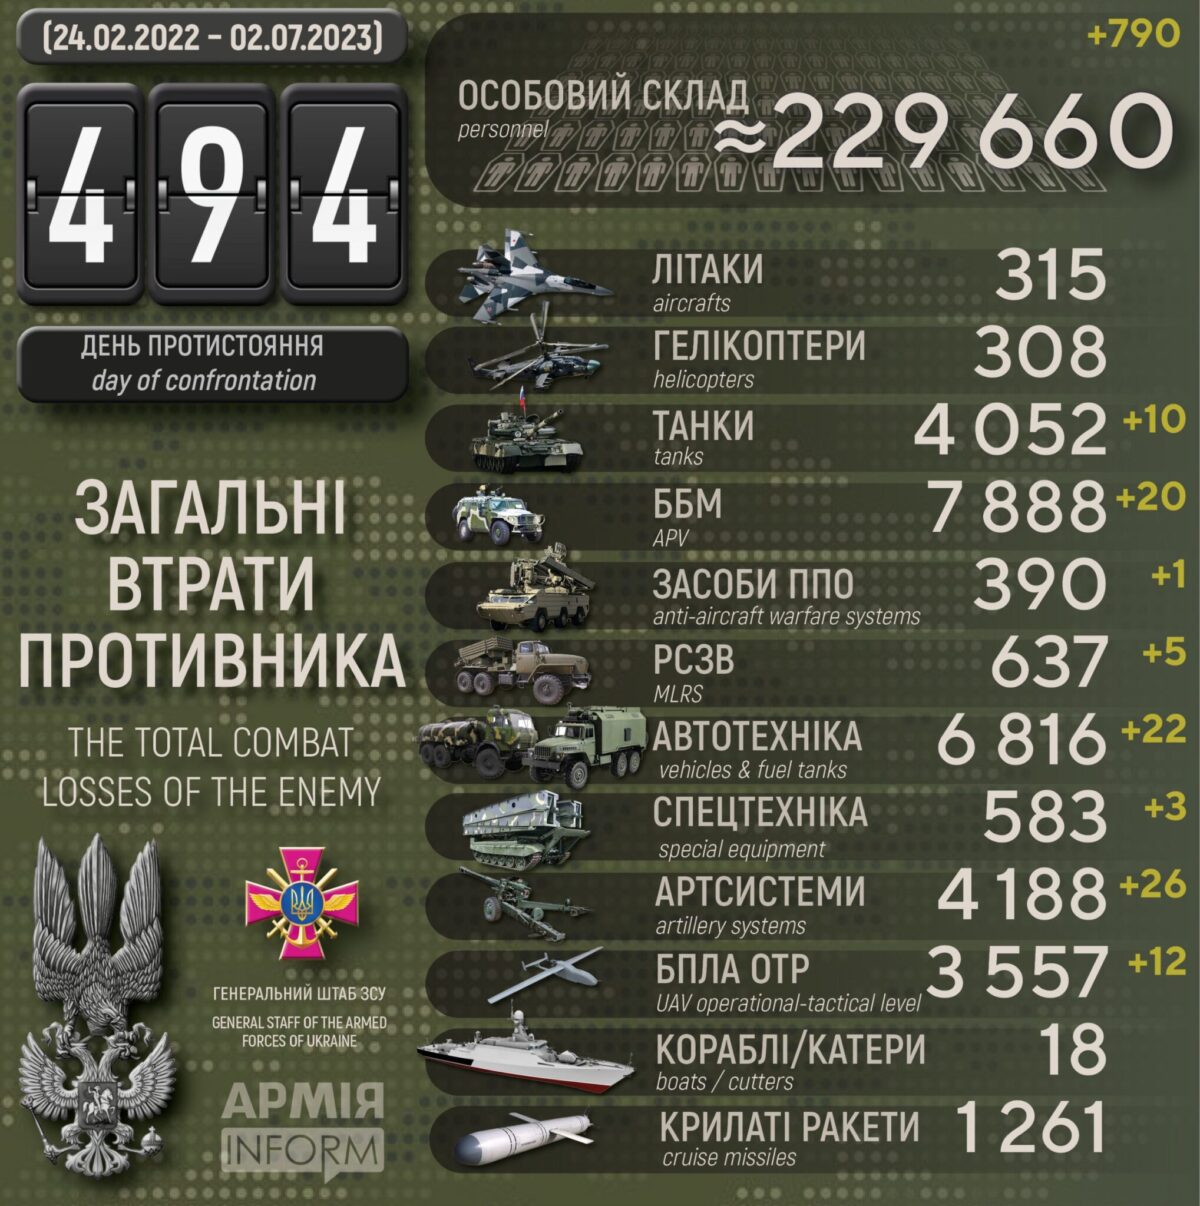 (24.02.2022 – 02.07.2023)
494
ДЕНЬ ПРОТИСТОЯННЯ
day of confrontation
ЗАГАЛЬНІ
ВТРАТИ
ПРОТИВНИКА
THE TOTAL COMBAT
LOSSES OF THE ENEMY
ГЕНЕРАЛЬНИЙ ШТАБ ЗСУ
GENERAL STAFF OF THE ARMED
FORCES OF UKRAINE
АРМІЯ
INFORM
+790
ОСОБОВИЙ СКЛАД
personnel
≈229 660
ЛІТАКИ 315
aircrafts
ГЕЛІКОПТЕРИ 308
helicopters
ТАНКИ 4 052 +10
tanks
ББМ 7 888 +20
APV
ЗАСОБИ ППО 390 +1
anti-aircraft warfare systems
РСЗВ 637 +5
MLRS
АВТОТЕХНІКА 6 816 +22
vehicles & fuel tanks
СПЕЦТЕХНІКА 583 +3
special equipment
АРТСИСТЕМИ 4 188 +26
artillery systems
БПЛА ОТР 3 557 +12
UAV operational-tactical level
КОРАБЛІ/КАТЕРИ 18
boats / cutters
КРИЛАТІ РАКЕТИ 1 261
cruise missiles